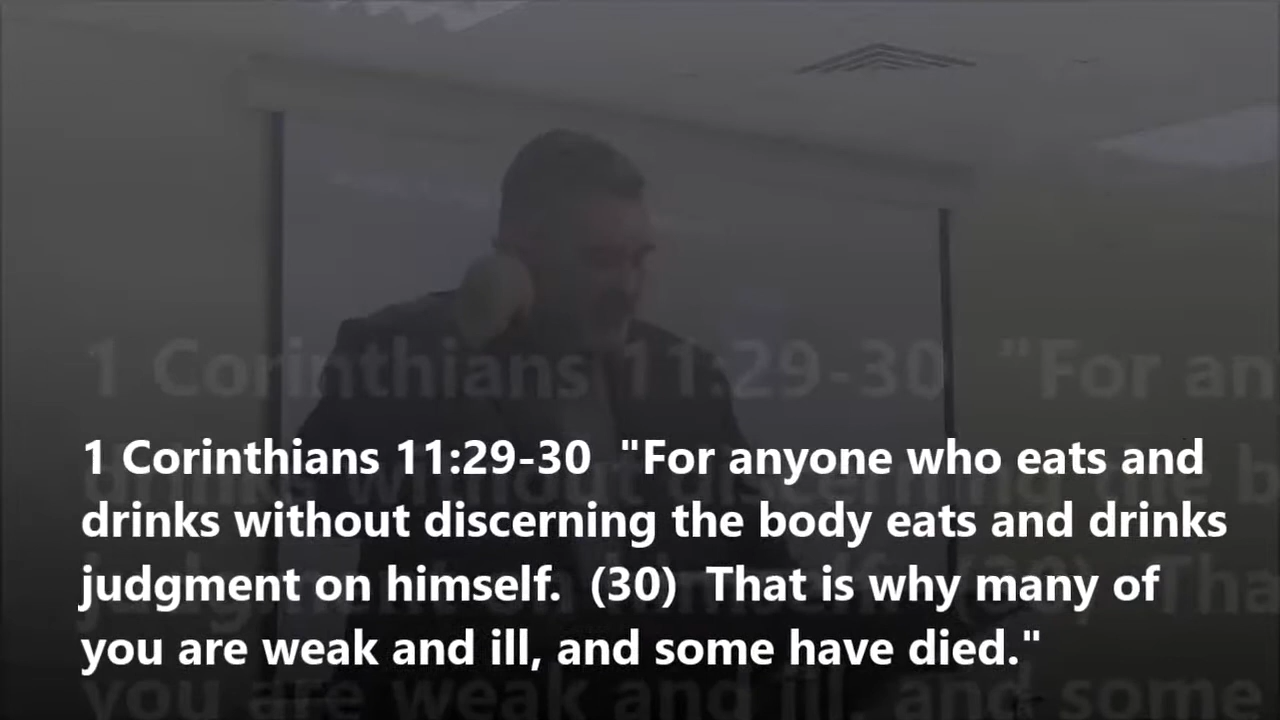 1 Corinthians 11:29-30  "For anyone who eats and
drinks without discerning the body eats and drinks
judgment on himself.  (30)  That is why many of
you are weak and ill, and some have died."